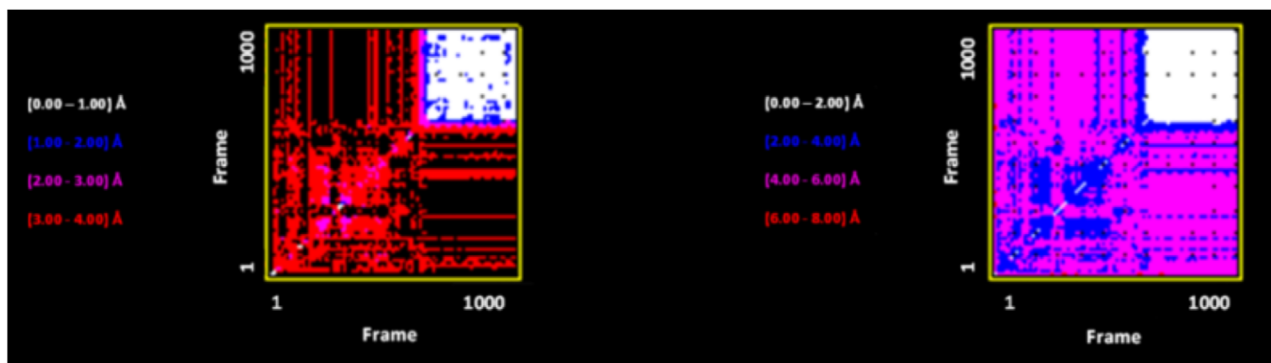 1000
[0.00 – 1.00] Å
[1.00 - 2.00] Å
[2.00 - 3.00] Å
[3.00 - 4.00] Å
Frame
1
1 1000
Frame
1000
[0.00 – 2.00] Å
[2.00 - 4.00] Å
[4.00 - 6.00] Å
[6.00 - 8.00] Å
Frame
1
1 1000
Frame